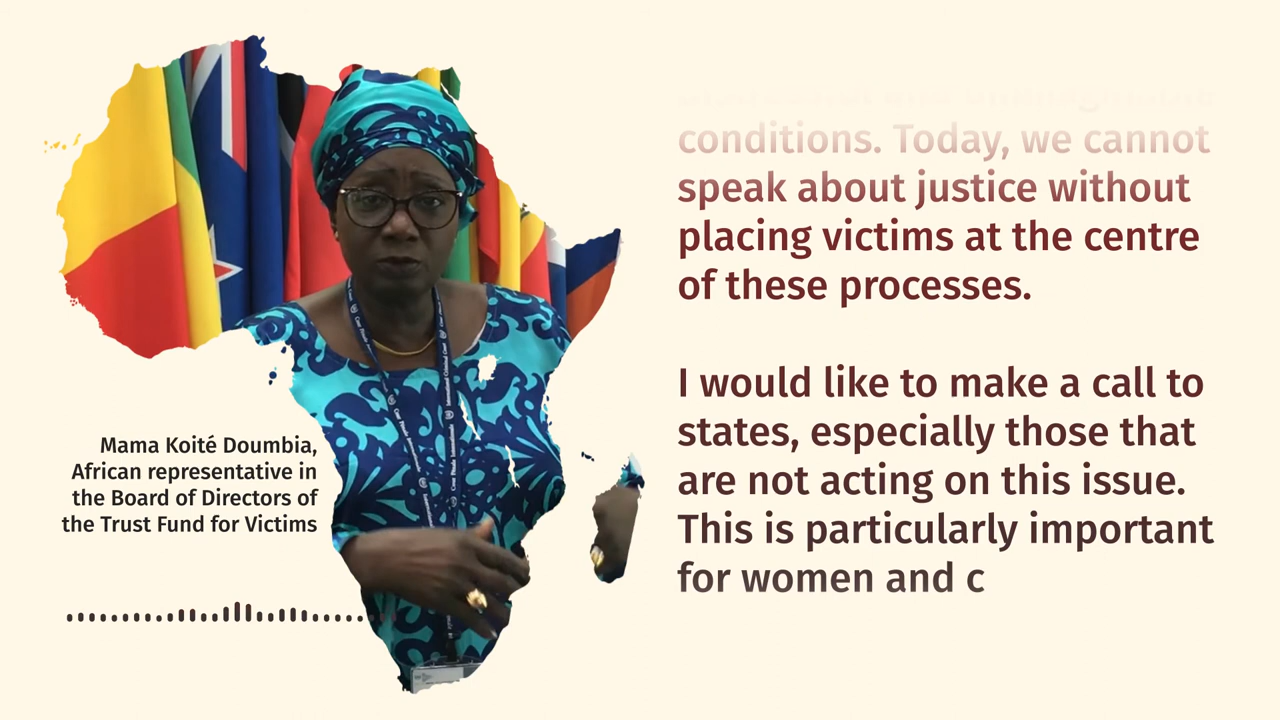 conditions. Today, we cannot
speak about justice without
placing victims at the centre
of these processes.
I would like to make a call to
states, especially those that
are not acting on this issue.
This is particularly important
for women and c
Mama Koité Doumbia,
African representative in
the Board of Directors of
the Trust Fund for Victims